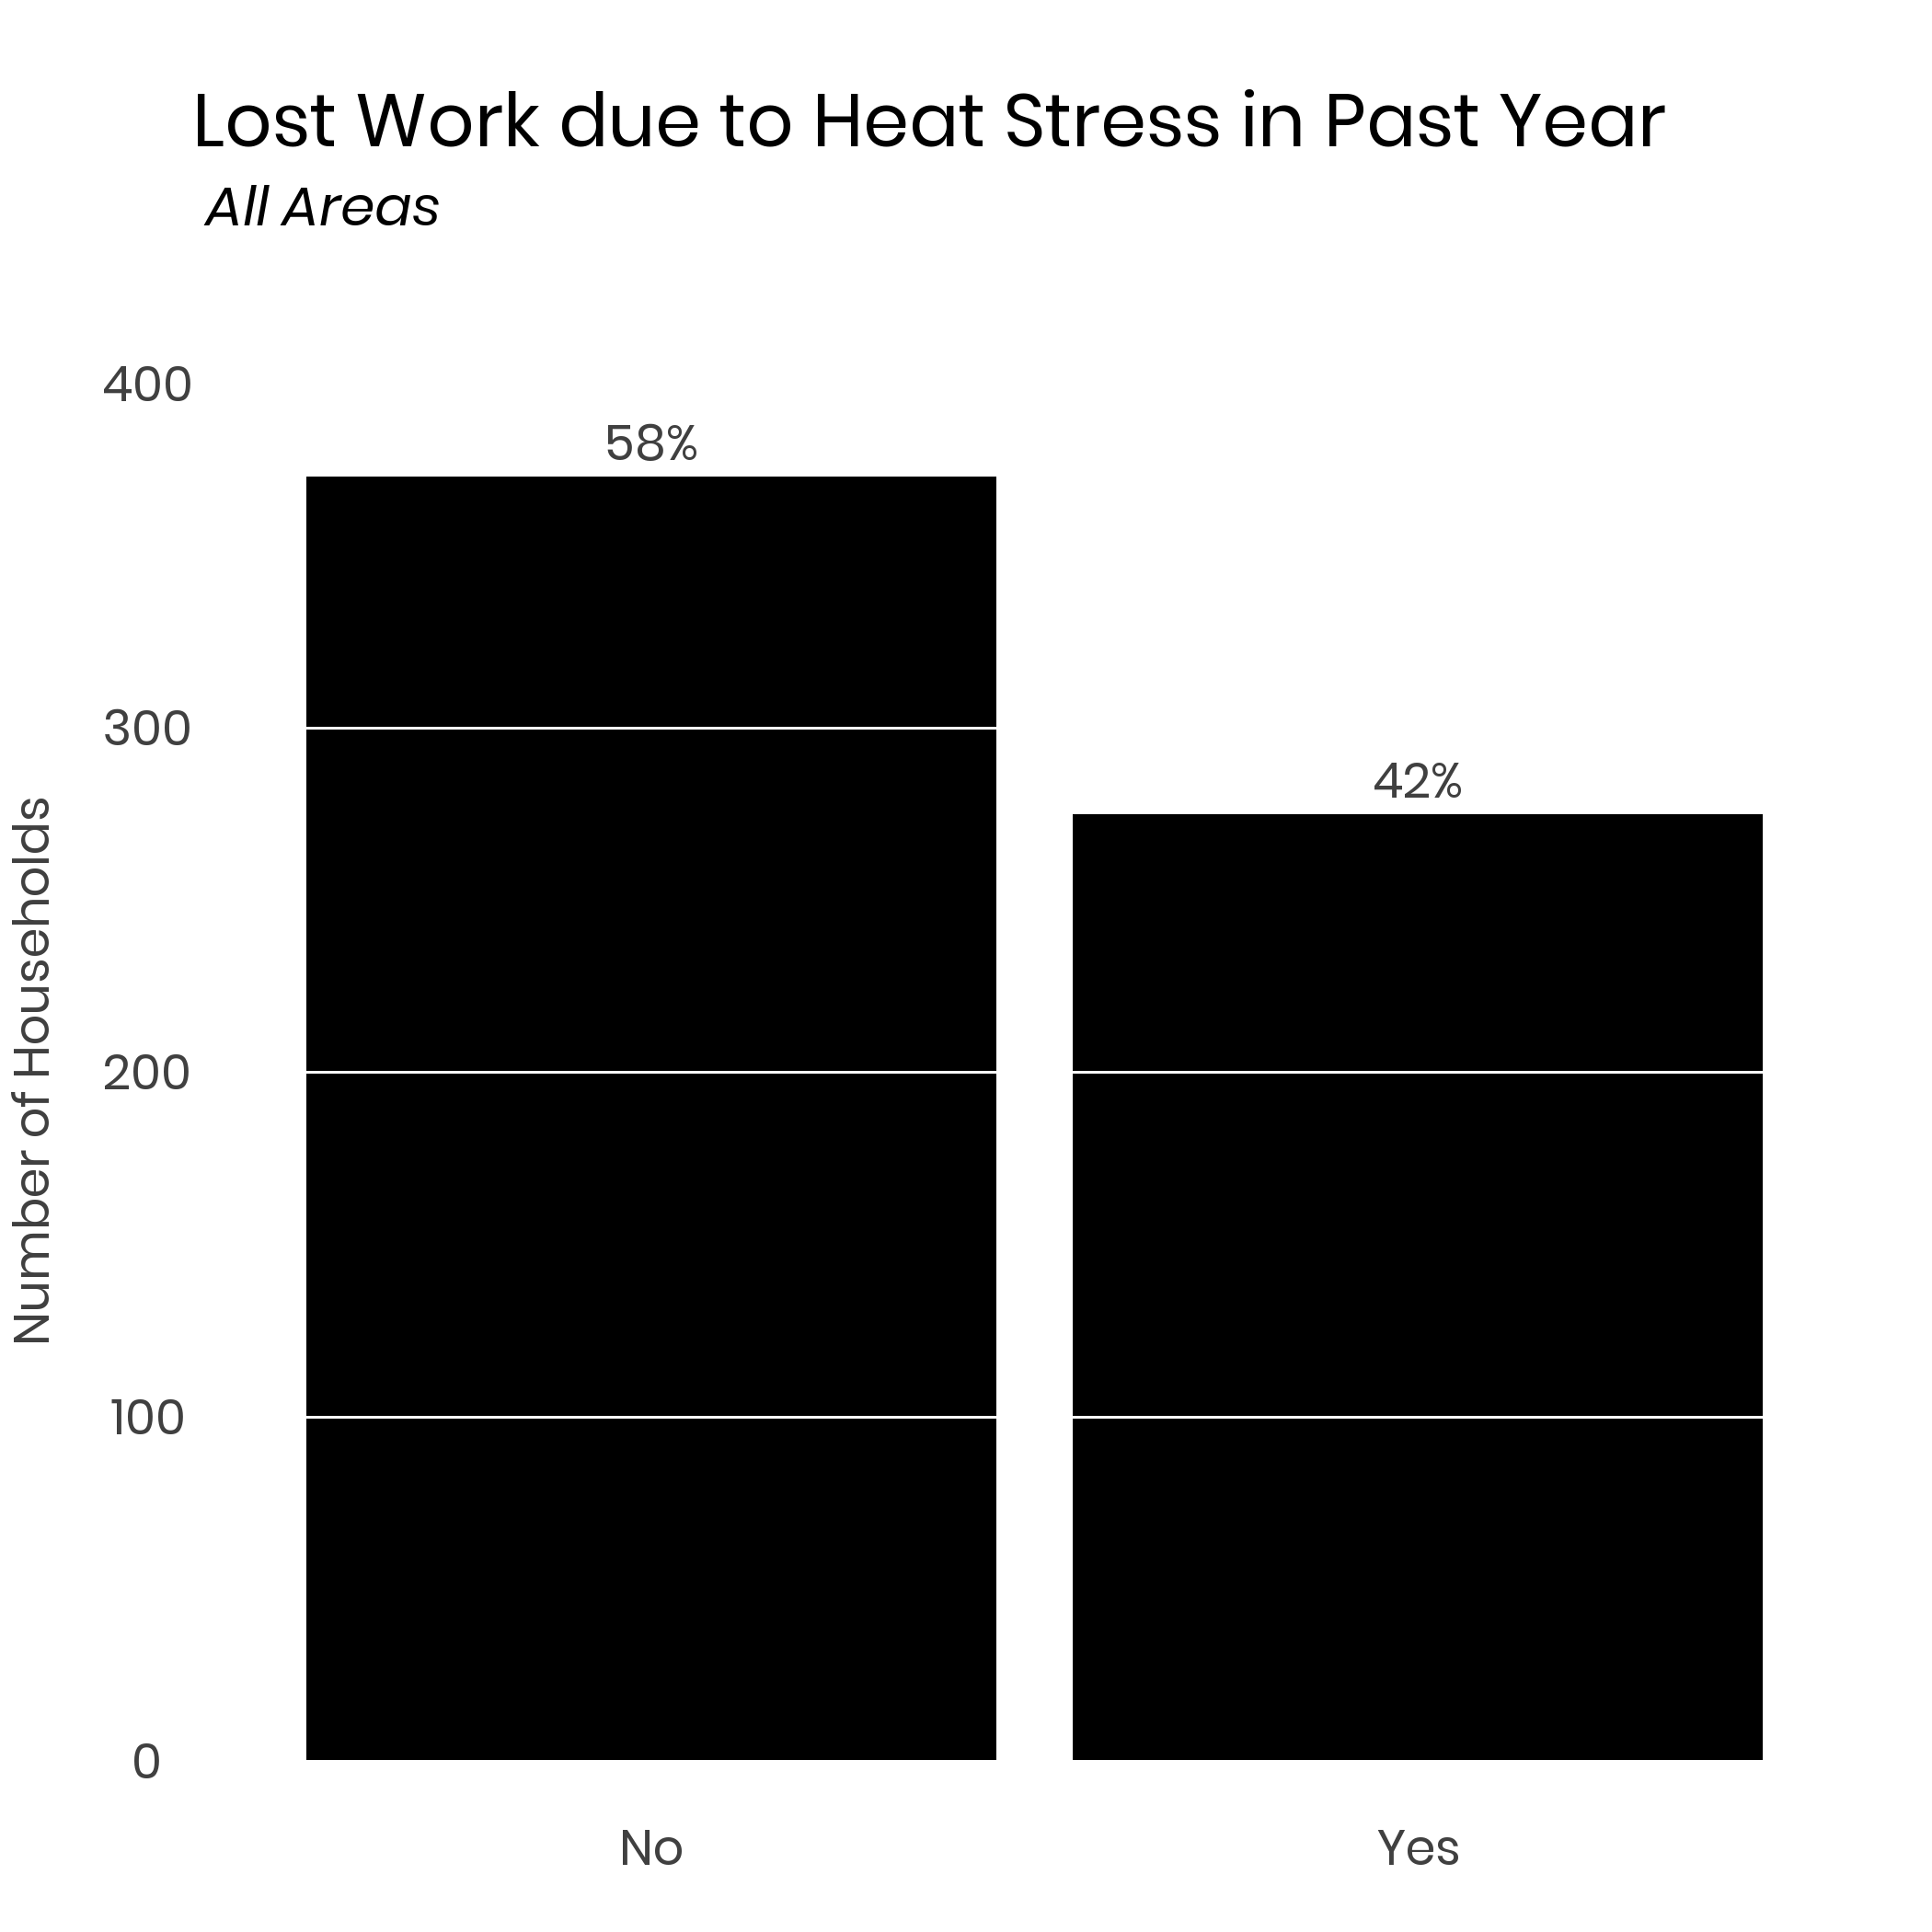 Lost Work due to Heat Stress in Past Year
All Areas
400
58%
300
42%
200
100
0
Number of Households
No
Yes